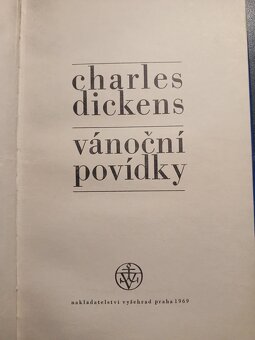 charles
dickens
vánoční
povídky
nakladatelství vyšehrad praha 1969